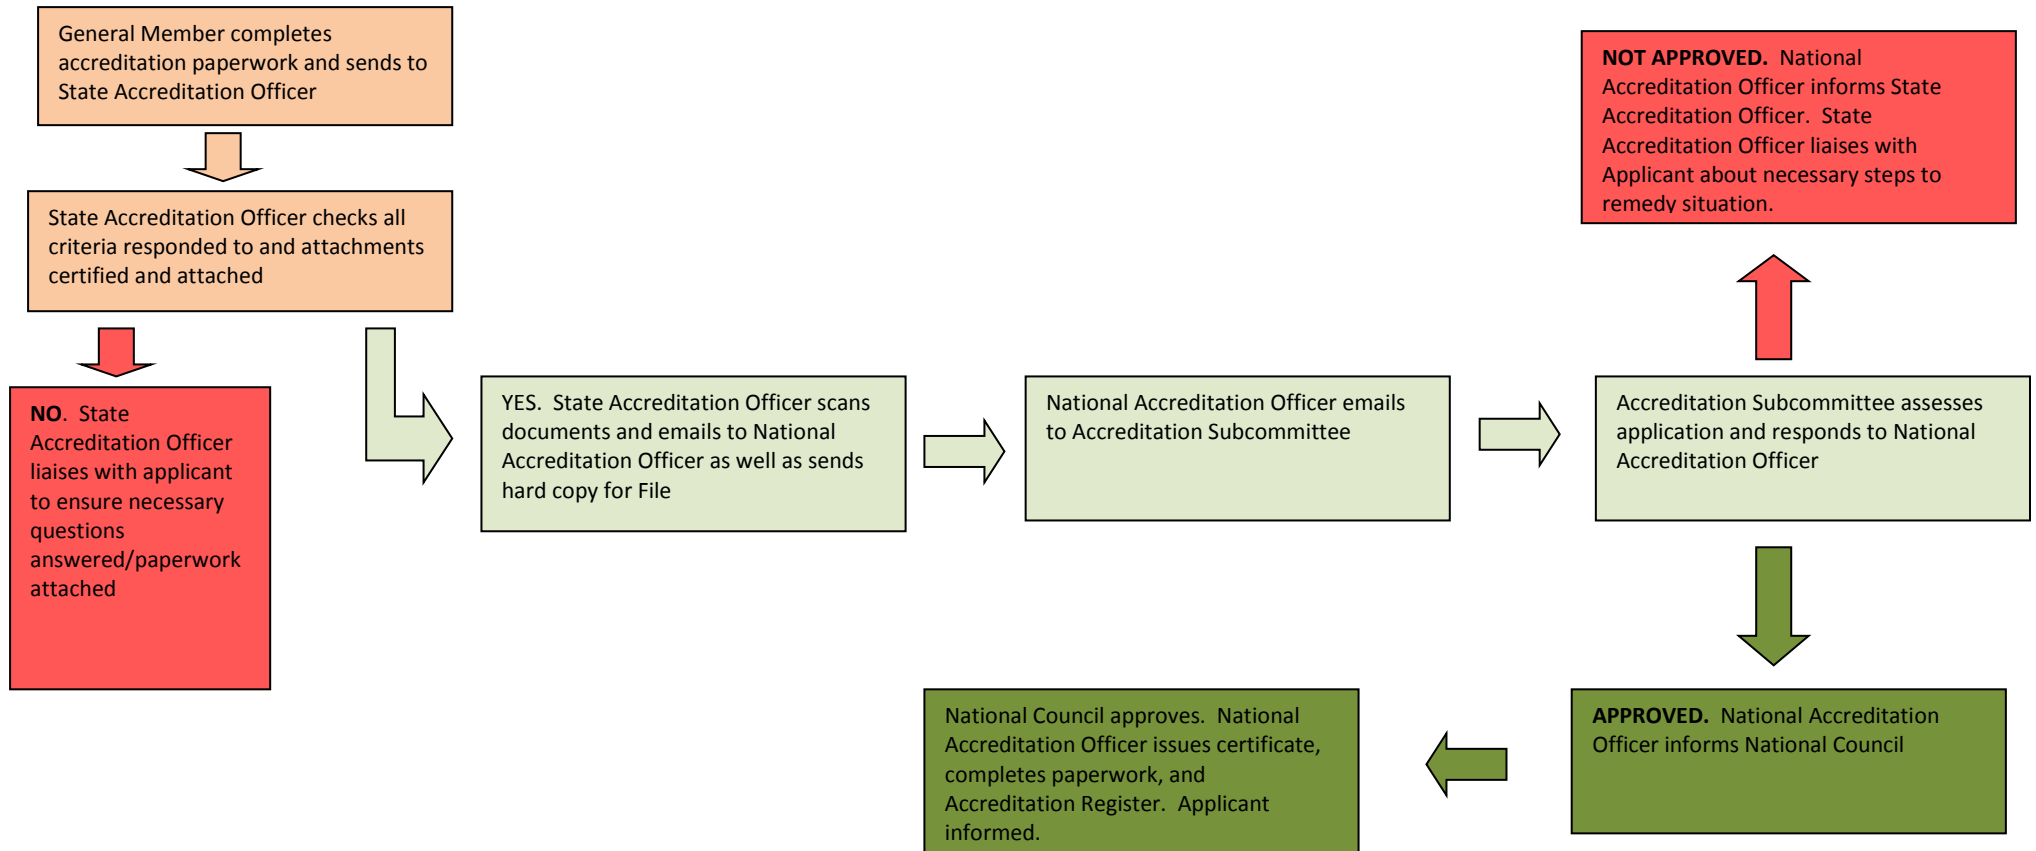 General Member completes
accreditation paperwork and sends to
State Accreditation Officer
State Accreditation Officer checks all
criteria responded to and attachments
certified and attached
NO. State
Accreditation Officer
liaises with applicant
to ensure necessary
questions
answered/paperwork
attached
YES. State Accreditation Officer scans
documents and emails to National
Accreditation Officer as well as sends
hard copy for File
National Accreditation Officer emails
to Accreditation Subcommittee
Accreditation Subcommittee assesses
application and responds to National
Accreditation Officer
NOT APPROVED. National
Accreditation Officer informs State
Accreditation Officer. State
Accreditation Officer liaises with
Applicant about necessary steps to
remedy situation.
APPROVED. National Accreditation
Officer informs National Council
National Council approves. National
Accreditation Officer issues certificate,
completes paperwork, and
Accreditation Register. Applicant
informed.